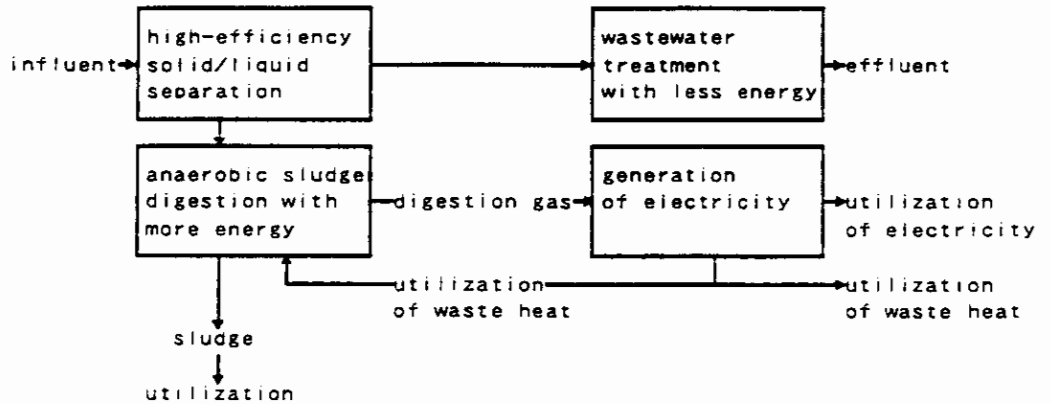 high-efficiency
solid/liquid
separation
influent
wastewater
treatment
with less energy
effluent
anaerobic sludge
digestion with
more energy
digestion gas
generation
of electricity
utilization
of electricity
utilization
of waste heat
utilization
of waste heat
sludge
utilization